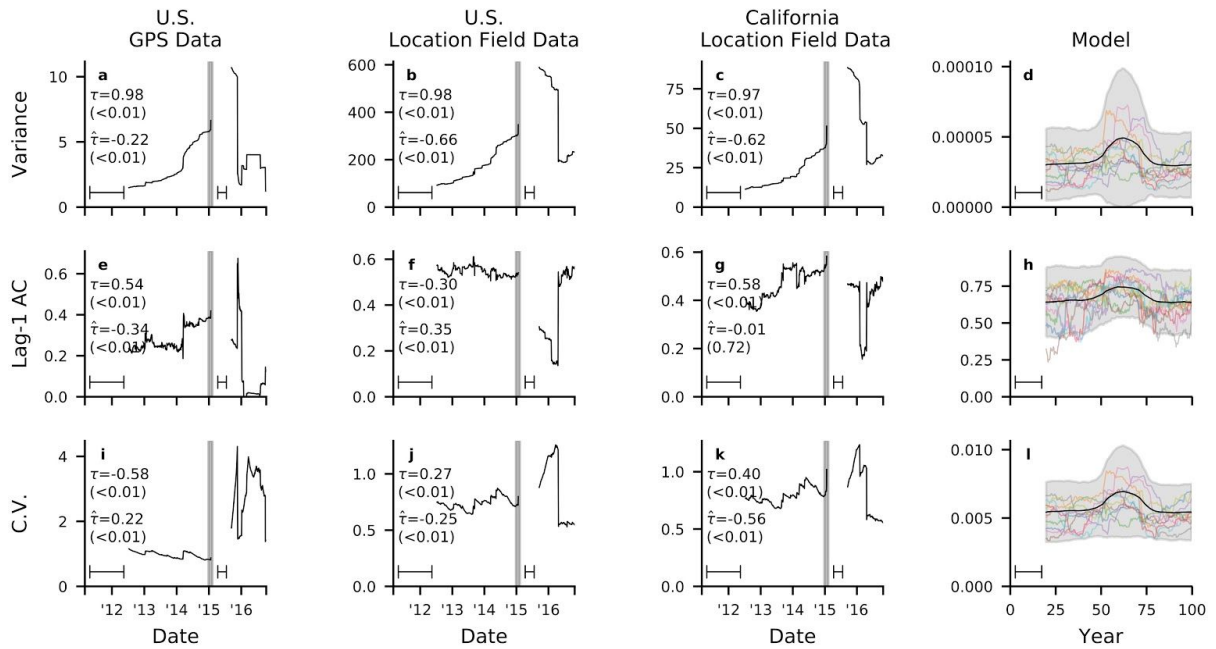 U.S.
GPS Data
U.S.
Location Field Data
California
Location Field Data
Model
Variance
10
5
0
a
τ=0.98
(<0.01)
τ̂=-0.22
(<0.01)
600
400
200
0
b
τ=0.98
(<0.01)
τ̂=-0.66
(<0.01)
75
50
25
0
c
τ=0.97
(<0.01)
τ̂=-0.62
(<0.01)
0.00010
0.00005
0.00000
d
Lag-1 AC
0.6
0.4
0.2
0.0
e
τ=0.54
(<0.01)
τ̂=-0.34
(<0.01)
0.6
0.4
0.2
0.0
f
τ=-0.30
(<0.01)
τ̂=0.35
(<0.01)
0.6
0.4
0.2
0.0
g
τ=0.58
(<0.01)
τ̂=-0.01
(0.72)
0.75
0.50
0.25
0.00
h
C.V.
4
2
0
i
τ=-0.58
(<0.01)
τ̂=0.22
(<0.01)
1.0
0.5
0.0
j
τ=0.27
(<0.01)
τ̂=-0.25
(<0.01)
1.0
0.5
0.0
k
τ=0.40
(<0.01)
τ̂=-0.56
(<0.01)
0.010
0.005
0.000
l
'12 '13 '14 '15 '16
Date
'12 '13 '14 '15 '16
Date
'12 '13 '14 '15 '16
Date
0 25 50 75 100
Year